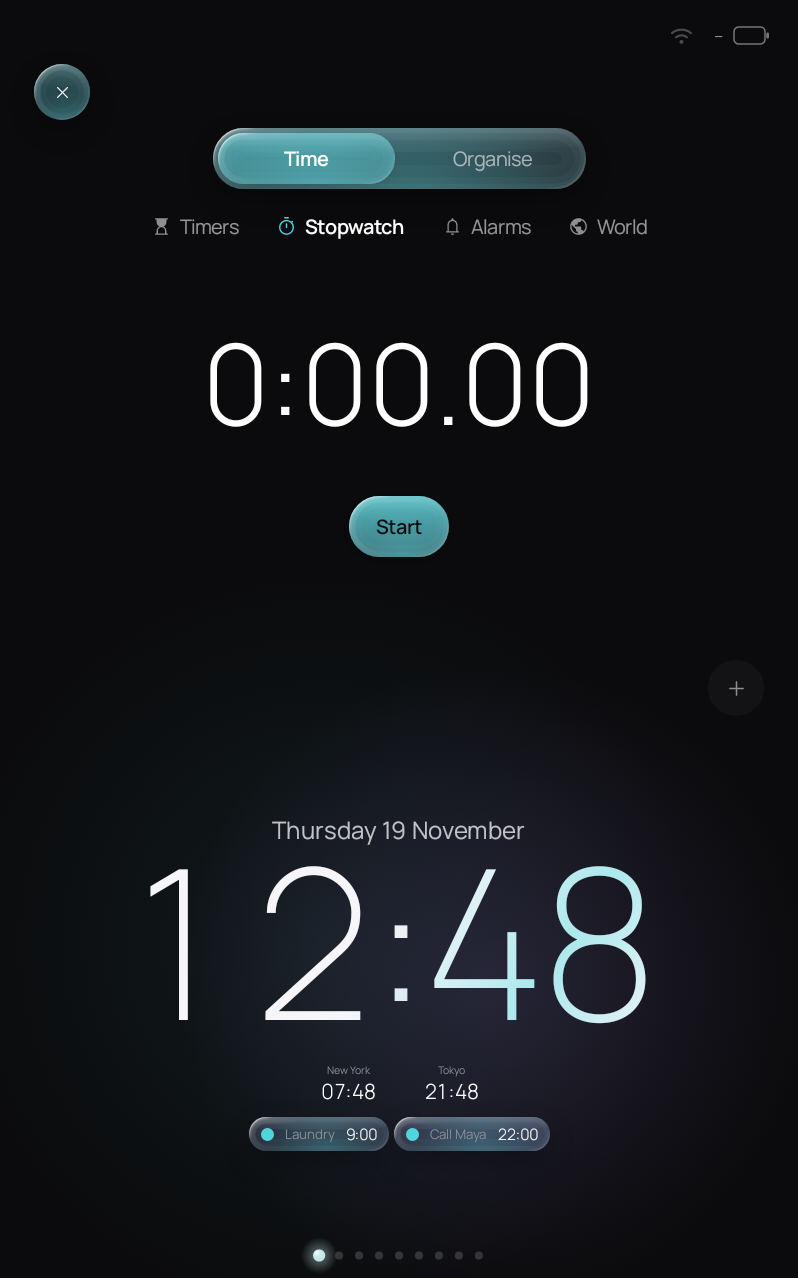 –
Time Organise
Timers Stopwatch Alarms World
0:00.00
Start
Thursday 19 November
12:48
New York Tokyo
07:48 21:48
Laundry 9:00 Call Maya 22:00